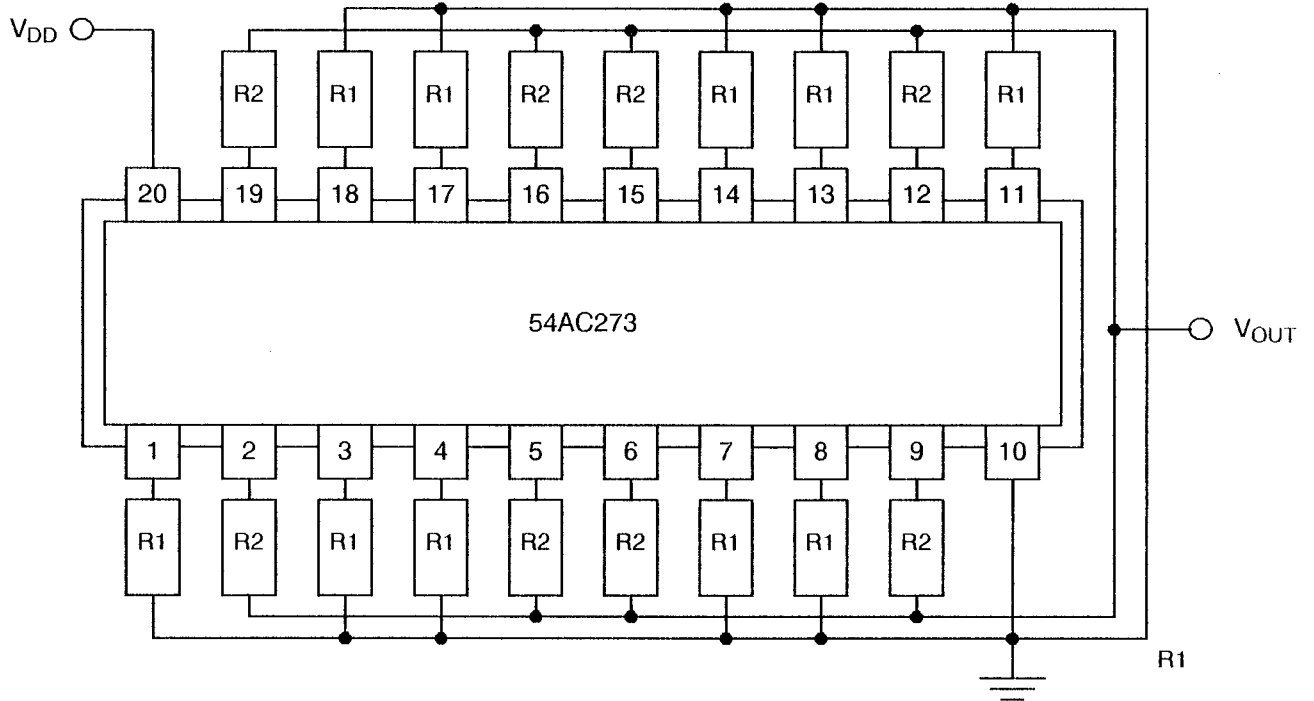 V_DD
R2 R1 R1 R2 R2 R1 R1 R2 R1
20 19 18 17 16 15 14 13 12 11
54AC273
V_OUT
1 2 3 4 5 6 7 8 9 10
R1 R2 R1 R1 R2 R2 R1 R1 R2
R1